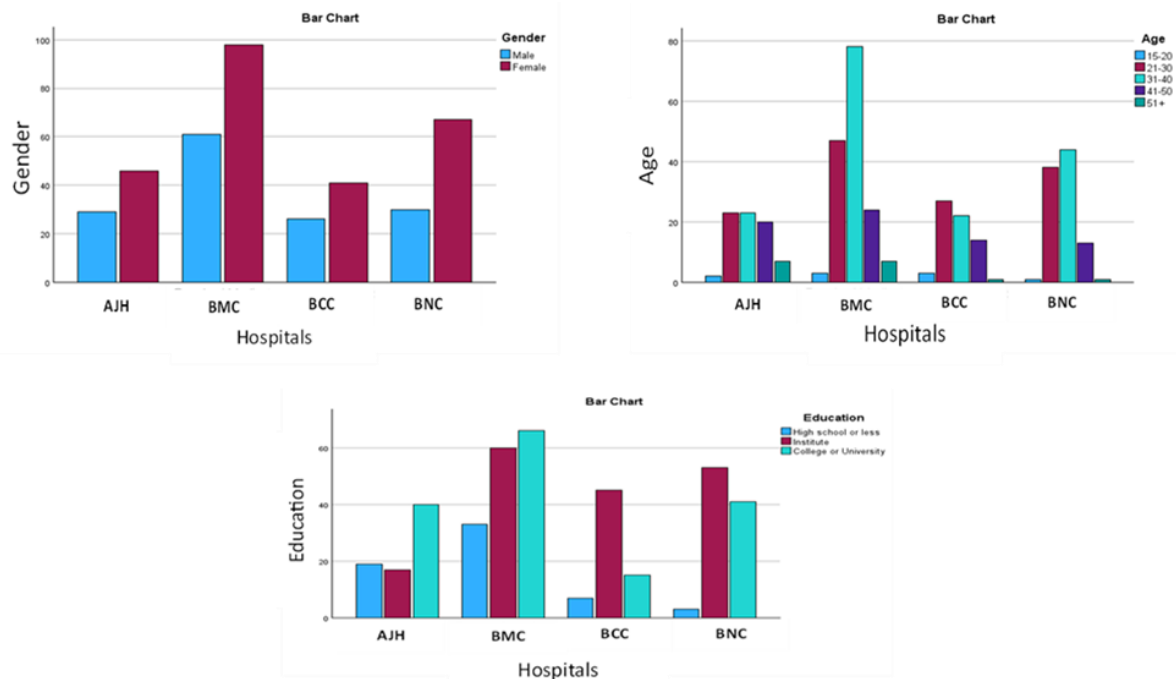 Bar Chart
Gender
Male
Female
100
80
60
40
20
0
Gender
AJH BMC BCC BNC
Hospitals
Bar Chart
Age
15-20
21-30
31-40
41-50
51+
80
60
40
20
0
Age
AJH BMC BCC BNC
Hospitals
Bar Chart
Education
High school or less
Institute
College or University
60
40
20
0
Education
AJH BMC BCC BNC
Hospitals